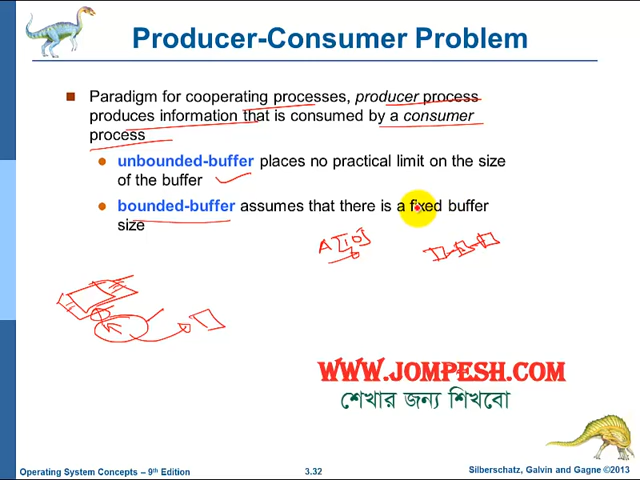 Producer-Consumer Problem
Paradigm for cooperating processes, producer process
produces information that is consumed by a consumer
process
unbounded-buffer places no practical limit on the size
of the buffer
bounded-buffer assumes that there is a fixed buffer
size
A[10]
WWW.JOMPESH.COM
শেখার জন্য শিখবো
Operating System Concepts – 9th Edition
3.32
Silberschatz, Galvin and Gagne ©2013